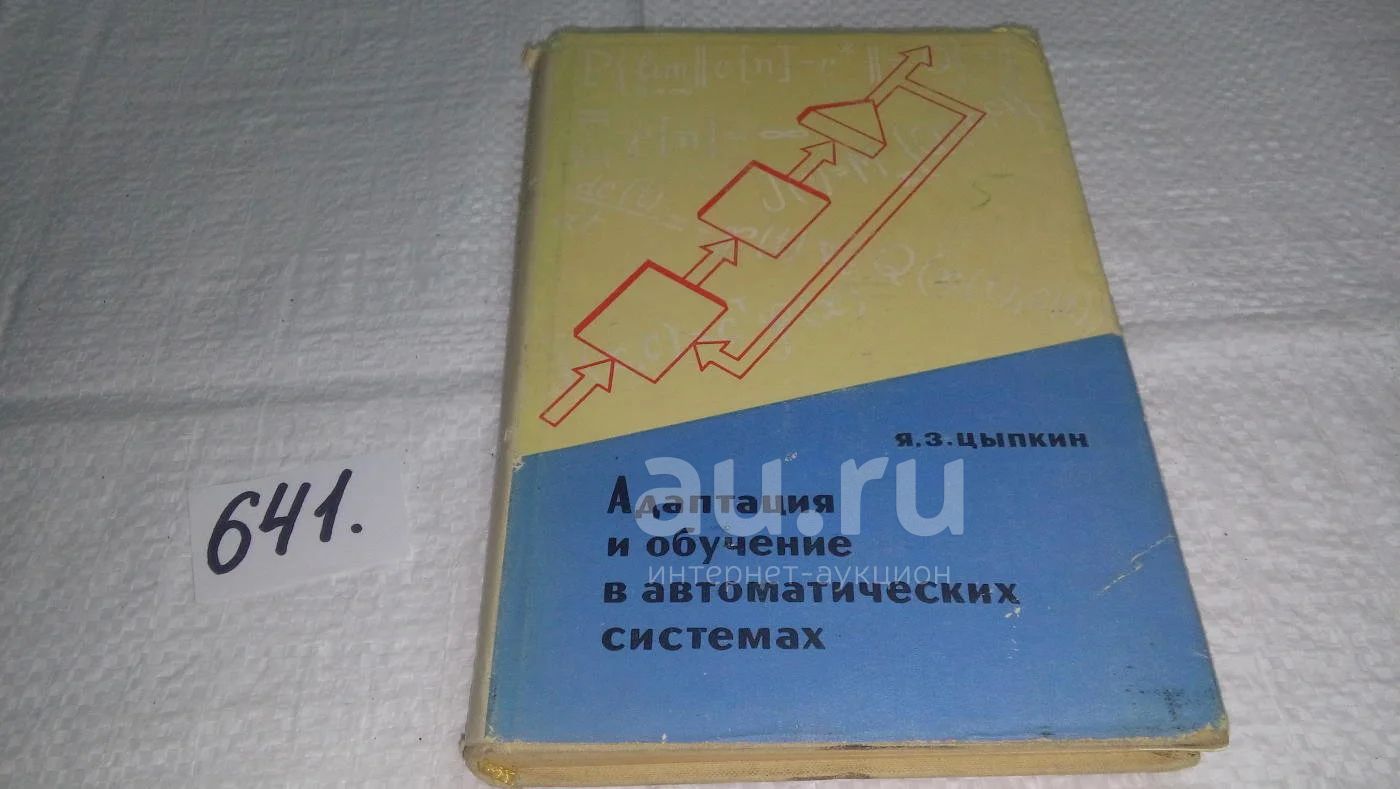 Я.З.ЦЫПКИН
Адаптация
и обучение
в автоматических
системах
au.ru
интернет-аукцион
641.